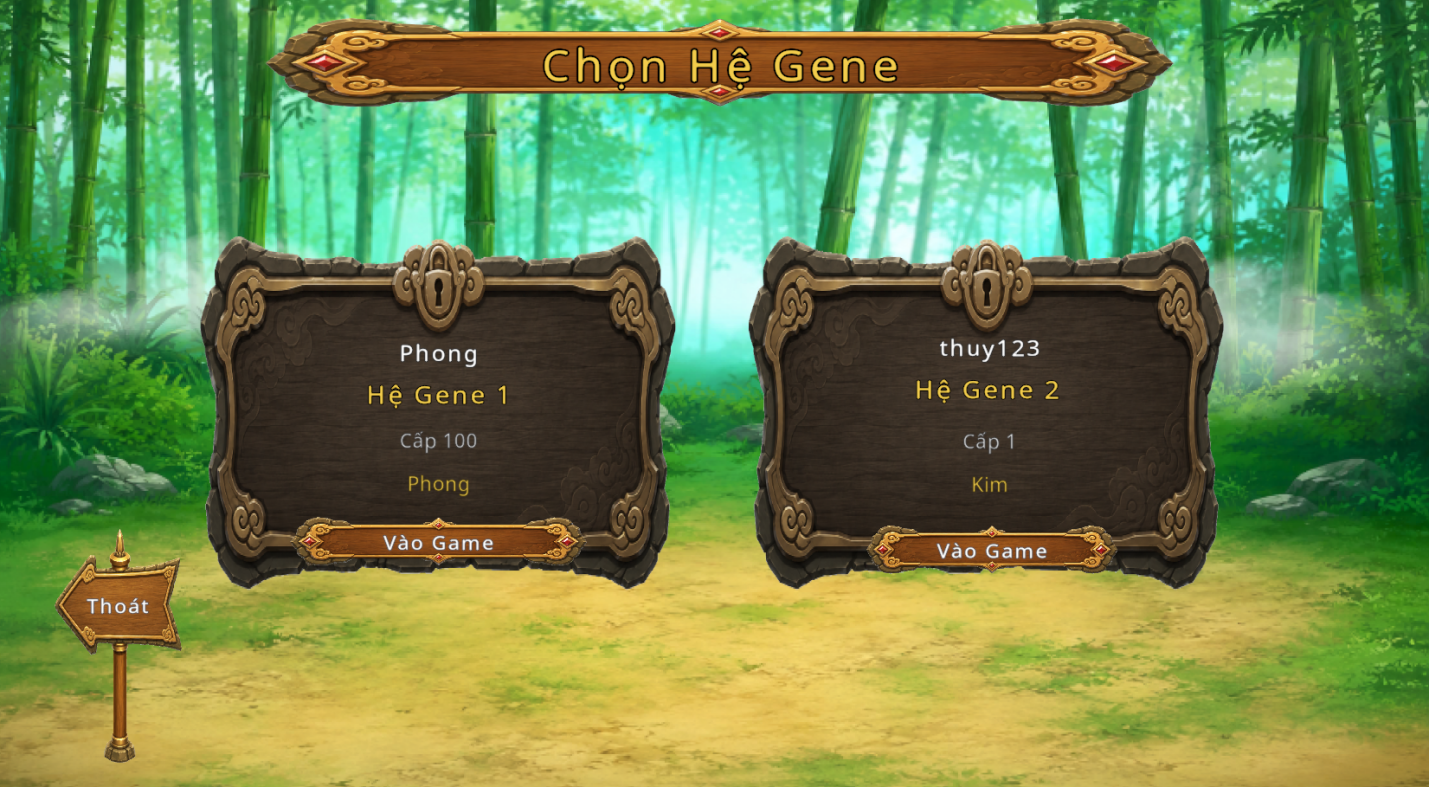 Chọn Hệ Gene
Phong
Hệ Gene 1
Cấp 100
Phong
Vào Game
thuy123
Hệ Gene 2
Cấp 1
Kim
Vào Game
Thoát